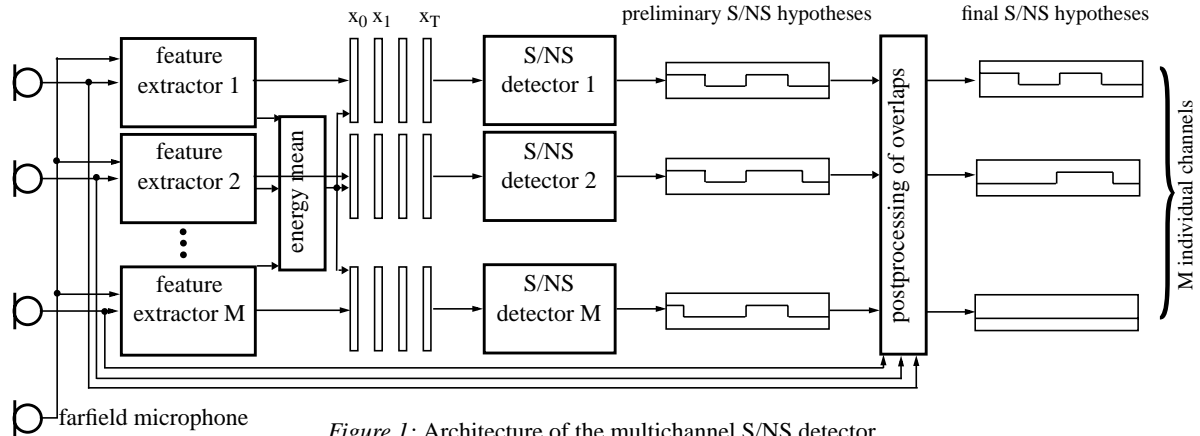 x0 x1 xT
preliminary S/NS hypotheses
final S/NS hypotheses
feature
extractor 1
S/NS
detector 1
feature
extractor 2
S/NS
detector 2
feature
extractor M
S/NS
detector M
energy mean
postprocessing of overlaps
M individual channels
farfield microphone
Figure 1: Architecture of the multichannel S/NS detector